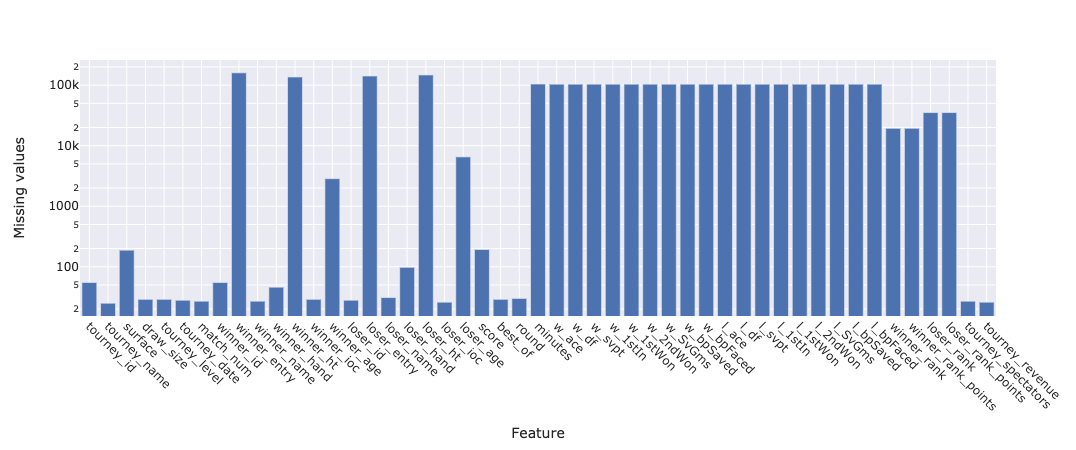 Missing values
2
100k
5
2
10k
5
2
1000
5
2
100
5
2
tourney_id
tourney_name
surface
draw_size
tourney_level
tourney_date
match_num
winner_id
winner_entry
winner_name
winner_hand
winner_ht
winner_ioc
winner_age
loser_id
loser_entry
loser_name
loser_hand
loser_ht
loser_ioc
loser_age
score
best_of
round
minutes
w_ace
w_df
w_svpt
w_1stIn
w_1stWon
w_2ndWon
w_SvGms
w_bpSaved
w_bpFaced
l_ace
l_df
l_svpt
l_1stIn
l_1stWon
l_2ndWon
l_SvGms
l_bpSaved
l_bpFaced
winner_rank
winner_rank_points
loser_rank
loser_rank_points
tourney_spectators
tourney_revenue
Feature